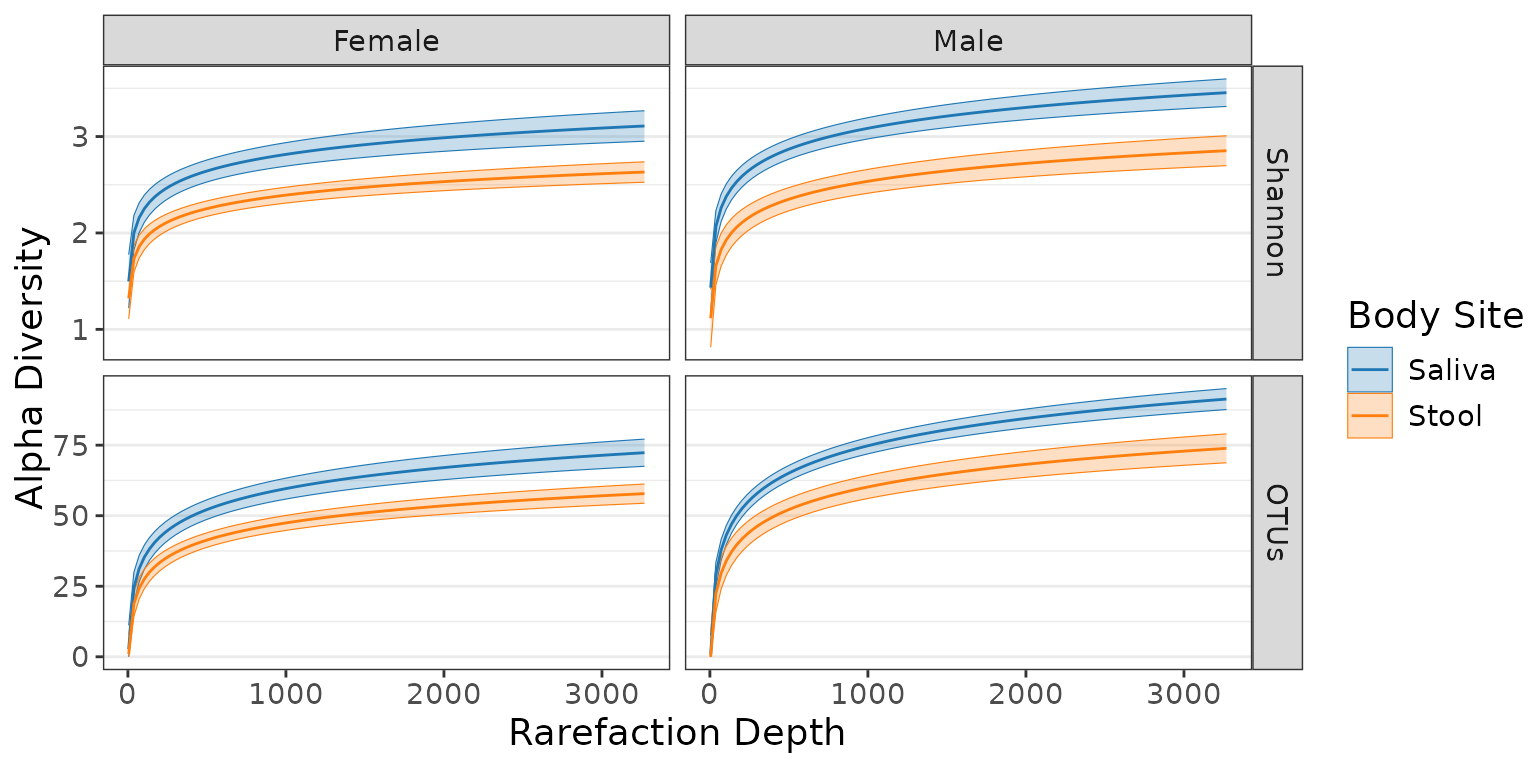 Female
Male
3
2
1
Shannon
Alpha Diversity
75
50
25
0
OTUs
0
1000
2000
3000
0
1000
2000
3000
Rarefaction Depth
Body Site
Saliva
Stool